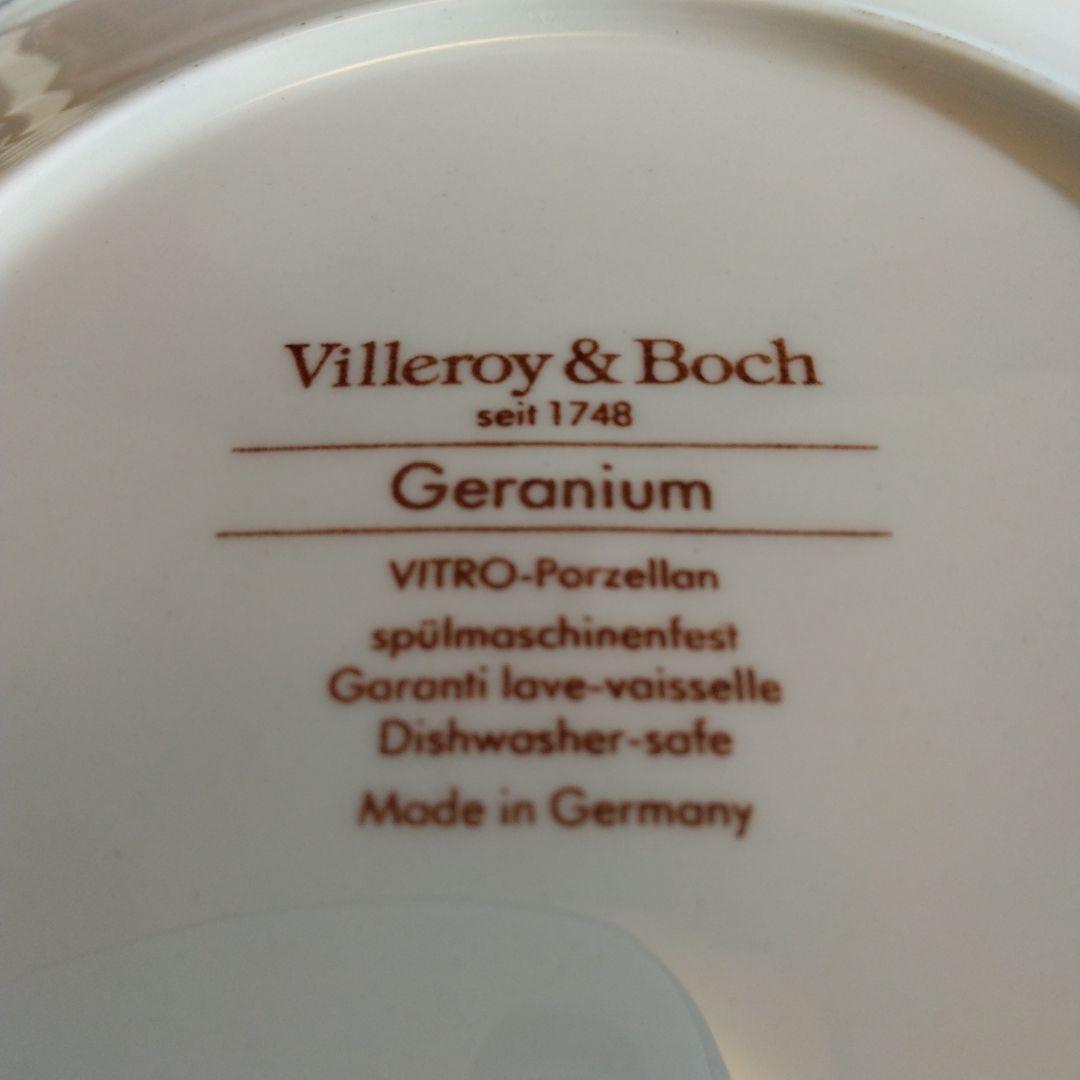 Villeroy & Boch
seit 1748
Geranium
VITRO-Porzellan
spülmaschinenfest
Garanti lave-vaisselle
Dishwasher-safe
Made in Germany